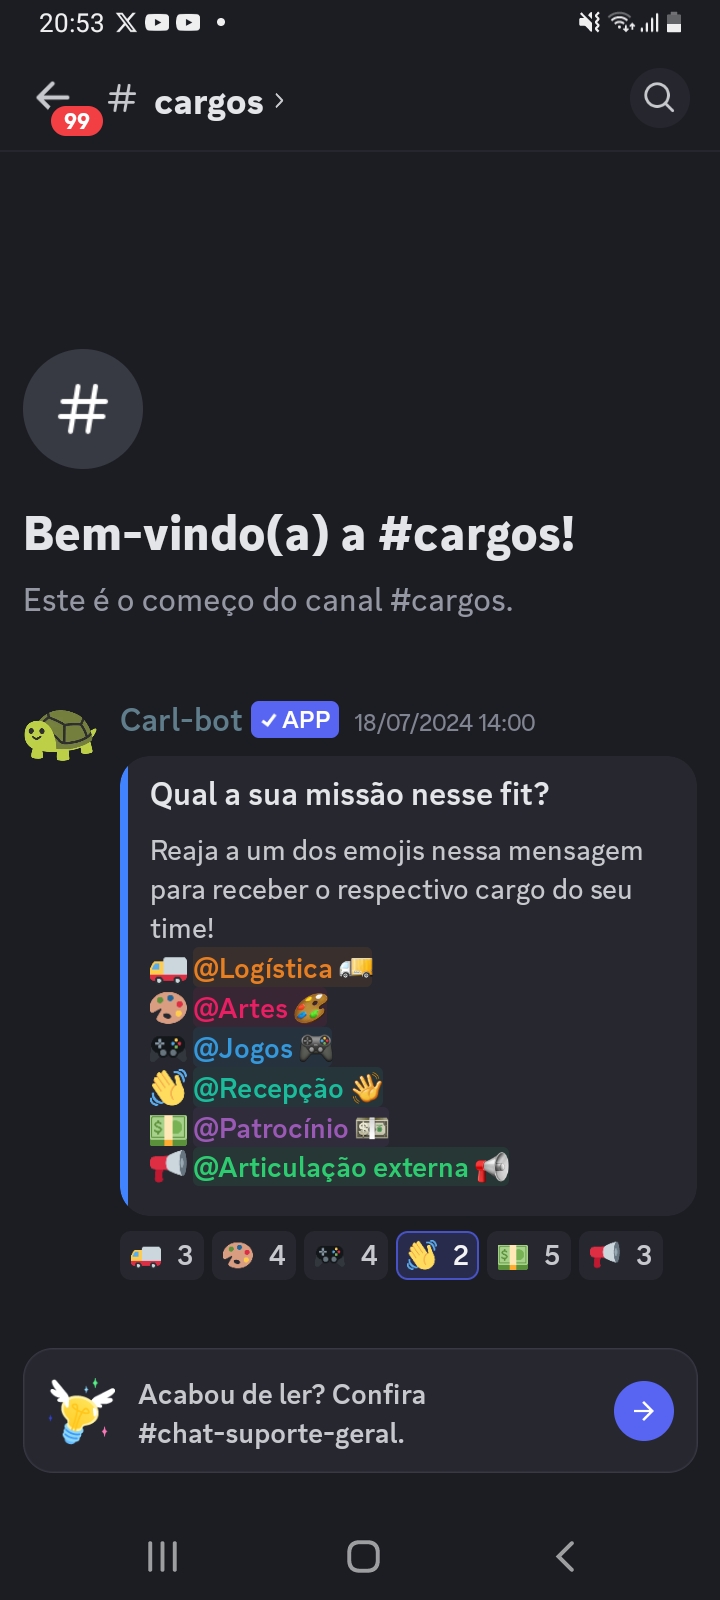 20:53
99
# cargos
Bem-vindo(a) a #cargos!
Este é o começo do canal #cargos.
Carl-bot ✓ APP 18/07/2024 14:00
Qual a sua missão nesse fit?
Reaja a um dos emojis nessa mensagem
para receber o respectivo cargo do seu
time!
🚚 @Logística 🚚
🎨 @Artes 🎨
🎮 @Jogos 🎮
👋 @Recepção 👋
💵 @Patrocínio 💵
📢 @Articulação externa 📢
🚚 3 🎨 4 🎮 4 👋 2 💵 5 📢 3
Acabou de ler? Confira
#chat-suporte-geral.